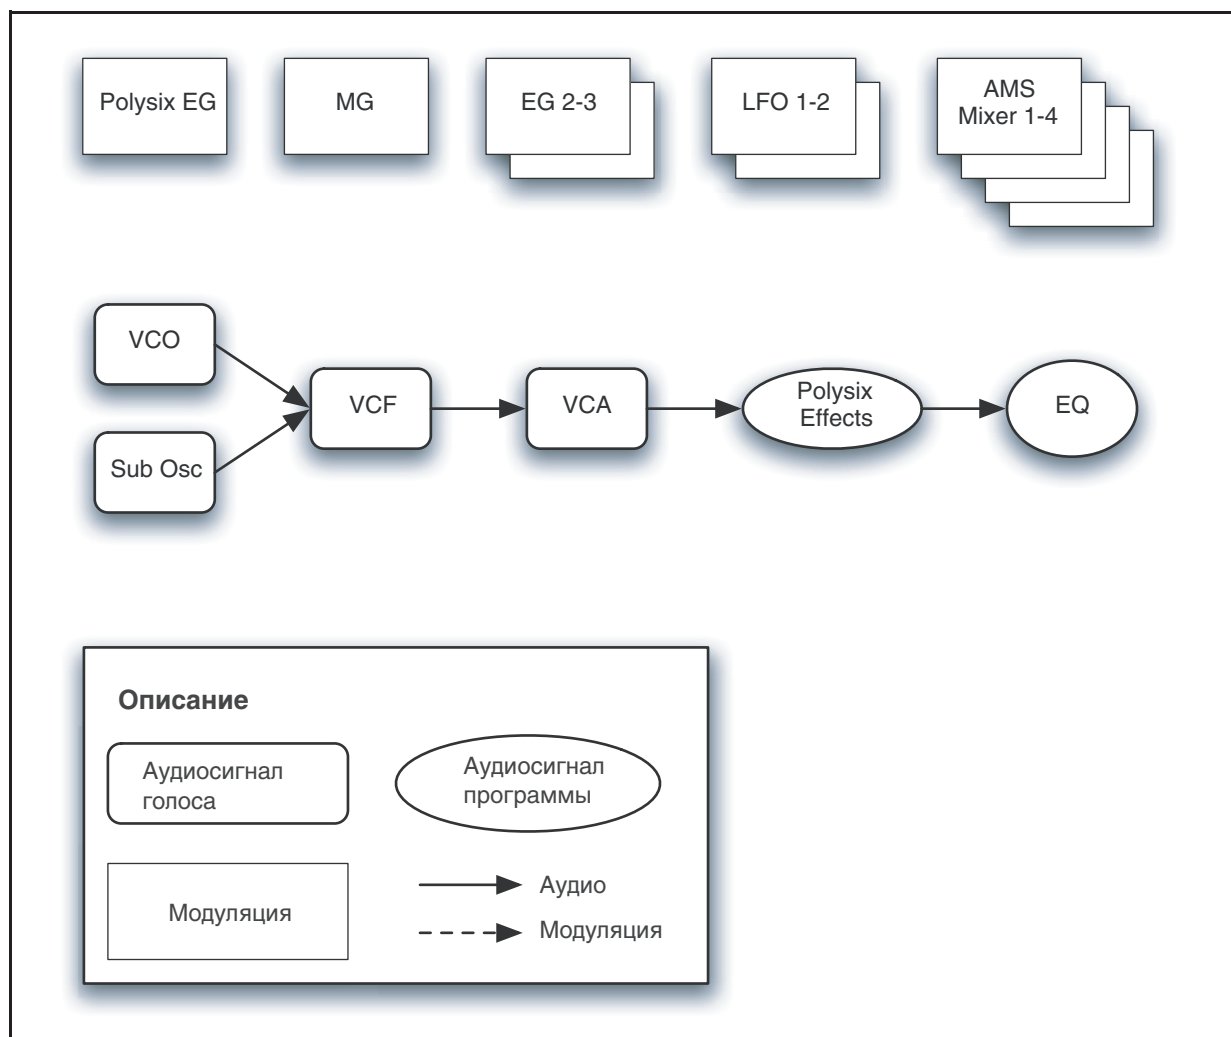 Polysix EG
MG
EG 2-3
LFO 1-2
AMS
Mixer 1-4
VCO
Sub Osc
VCF
VCA
Polysix
Effects
EQ
Описание
Аудиосигнал
голоса
Аудиосигнал
программы
Модуляция
Аудио
Модуляция